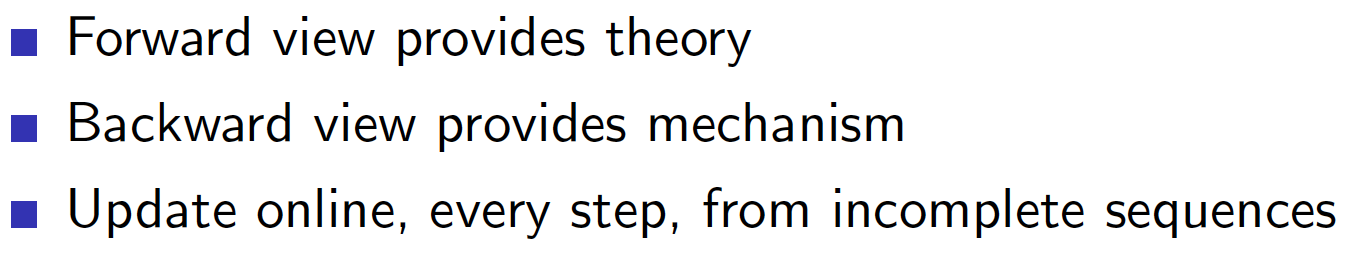 Forward view provides theory
Backward view provides mechanism
Update online, every step, from incomplete sequences